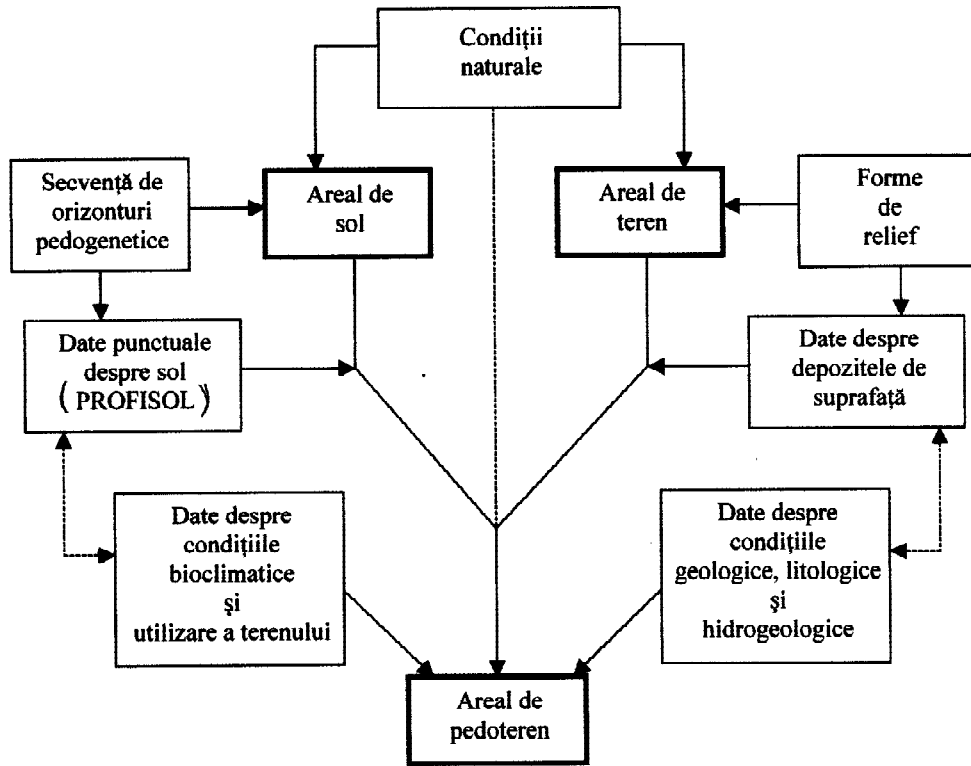 Condiții
naturale
Secvență de
orizonturi
pedogenetice
Areal de
sol
Areal de
teren
Forme
de
relief
Date punctuale
despre sol
( PROFISOL )
Date despre
depozitele de
suprafață
Date despre
condițiile
bioclimatice
și
utilizare a terenului
Date despre
condițiile
geologice, litologice
și
hidrogeologice
Areal de
pedoteren